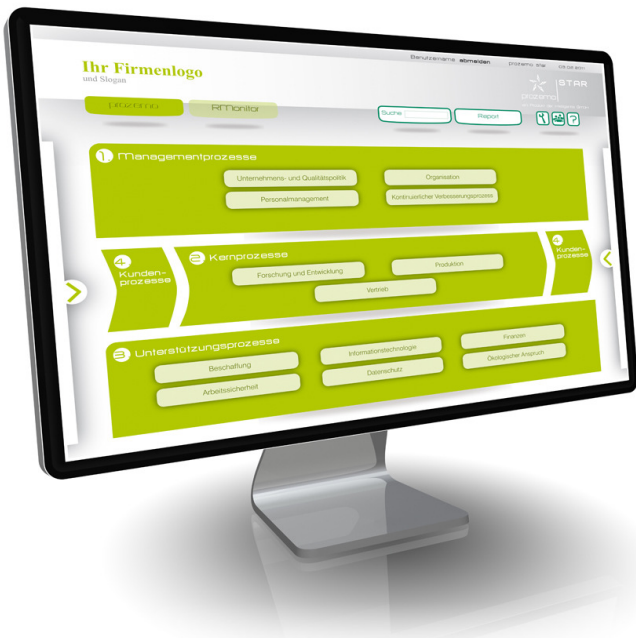 Benutzername abmelden
Ihr Firmenlogo
und Slogan
STAR
prozemo
prozemo
RMonitor
Suche
Report
?
1 Managementprozesse
Unternehmens- und Qualitätspolitik
Organisation
Personalmanagement
Kontinuierlicher Verbesserungsprozess
4 Kunden-
prozesse
2 Kernprozesse
Forschung und Entwicklung
Produktion
Vertrieb
4 Kunden-
prozesse
3 Unterstützungsprozesse
Beschaffung
Informationstechnologie
Finanzen
Arbeitssicherheit
Datenschutz
Ökologischer Anspruch